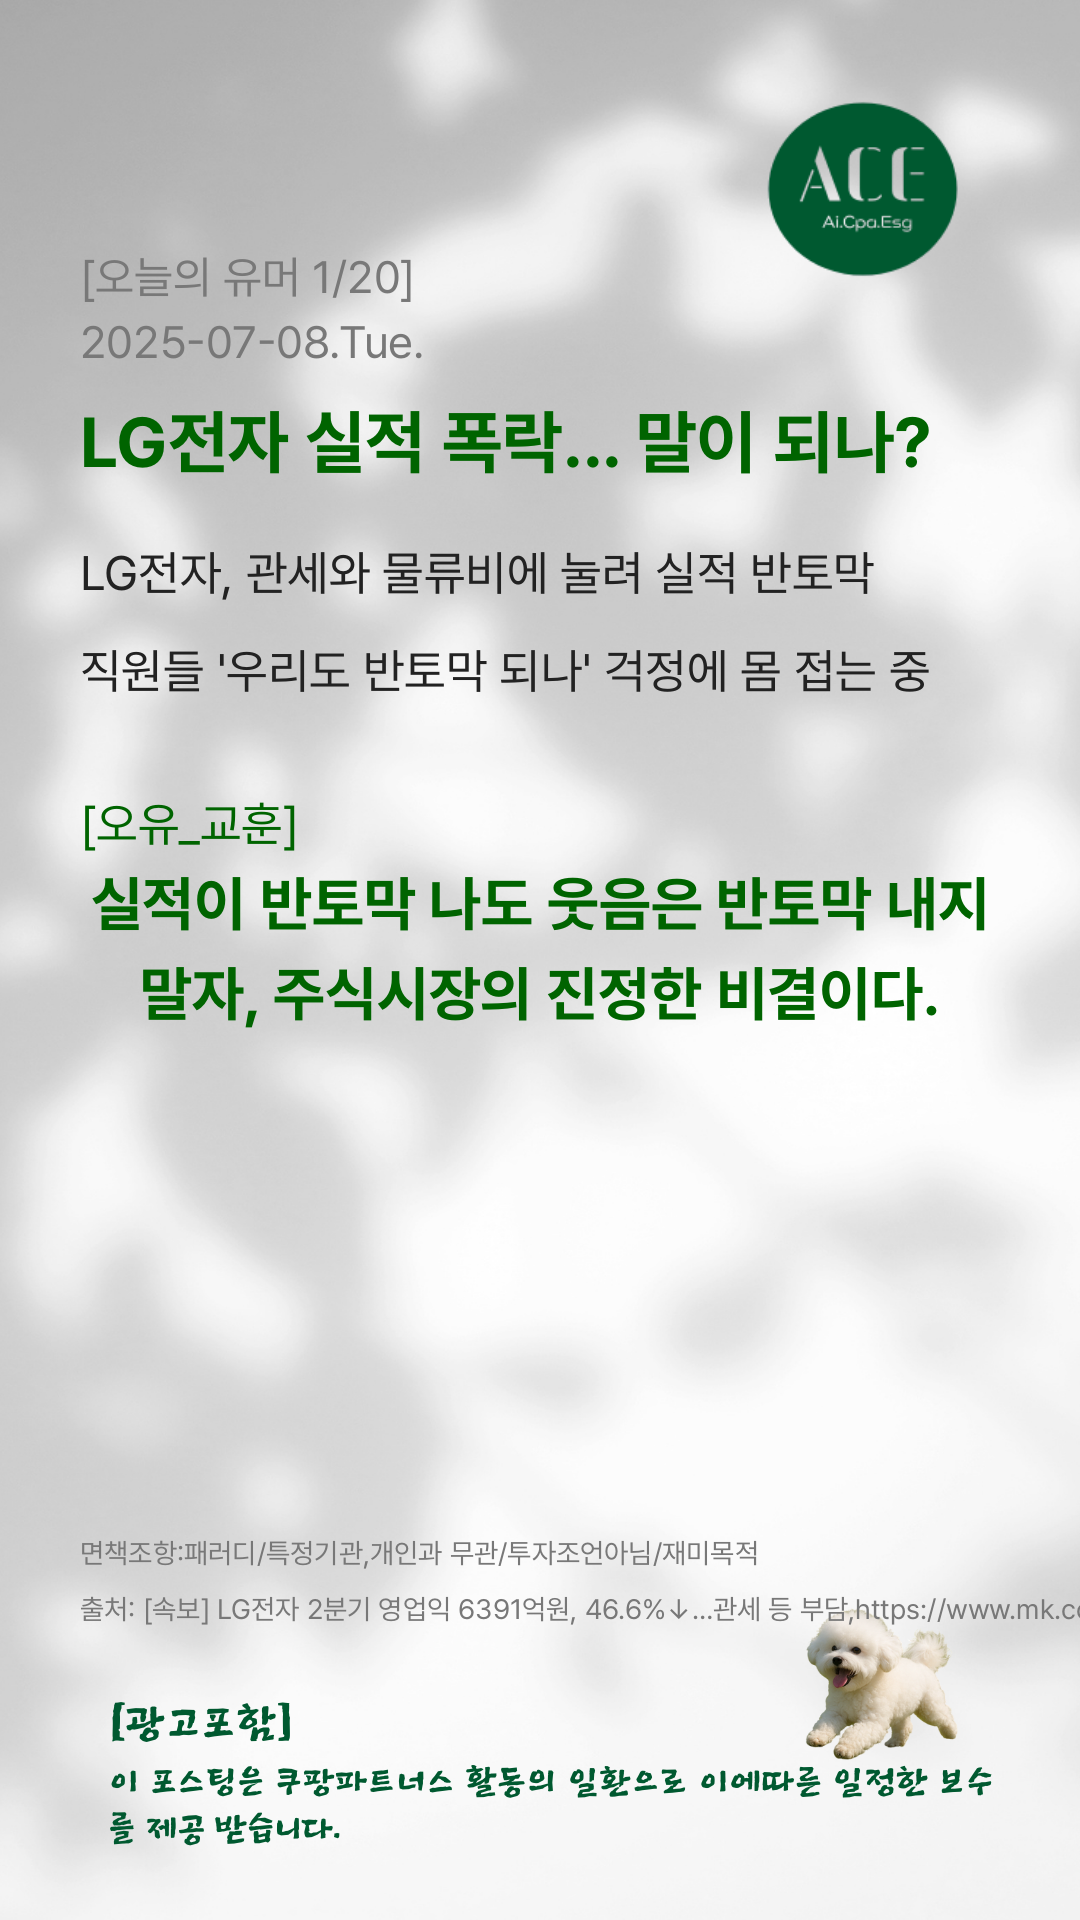 ACE
Ai.Cpa.Esg
[오늘의 유머 1/20]
2025-07-08.Tue.
LG전자 실적 폭락... 말이 되나?
LG전자, 관세와 물류비에 눌려 실적 반토막
직원들 '우리도 반토막 되나' 걱정에 몸 접는 중
[오유_교훈]
실적이 반토막 나도 웃음은 반토막 내지
말자, 주식시장의 진정한 비결이다.
면책조항:패러디/특정기관,개인과 무관/투자조언아님/재미목적
출처: [속보] LG전자 2분기 영업익 6391억원, 46.6%↓…관세 등 부담,https://www.mk.c
[광고포함]
이 포스팅은 쿠팡파트너스 활동의 일환으로 이에따른 일정한 보수
를 제공 받습니다.